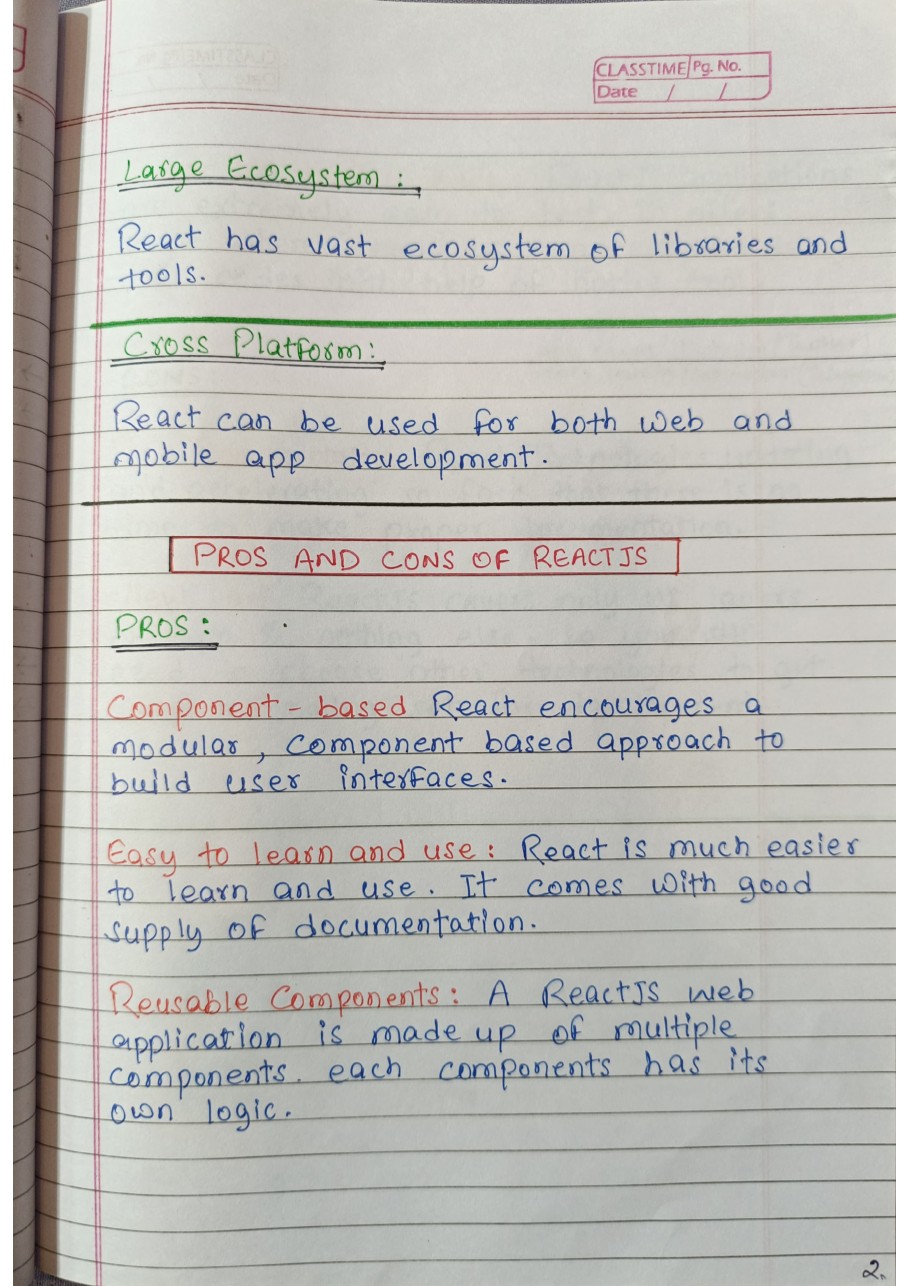 CLASSTIME Pg. No.
Date / /
Large Ecosystem :
React has vast ecosystem of libraries and
tools.
Cross Platform :
React can be used for both web and
mobile app development.
PROS AND CONS OF REACTJS
PROS :
Component - based React encourages a
modular , component based approach to
build user interfaces.
Easy to learn and use : React is much easier
to learn and use. It comes with good
supply of documentation.
Reusable Components : A ReactJS web
application is made up of multiple
components. each components has its
own logic.
2.